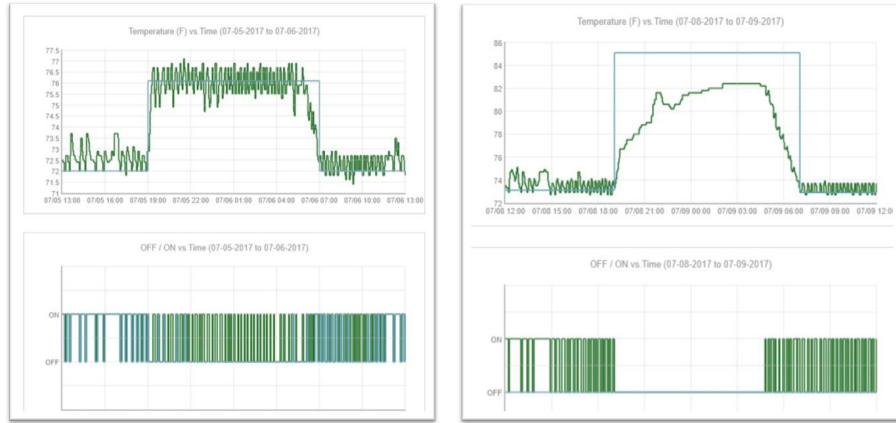 Temperature (F) vs.Time (07-05-2017 to 07-06-2017)
77.5
77
76.5
76
75.5
75
74.5
74
73.5
73
72.5
72
71.5
71
07/05 13:00 07/05 16:00 07/05 19:00 07/05 22:00 07/06 01:00 07/06 04:00 07/06 07:00 07/06 10:00 07/06 13:00
OFF / ON vs.Time (07-05-2017 to 07-06-2017)
ON
OFF
Temperature (F) vs.Time (07-08-2017 to 07-09-2017)
86
84
82
80
78
76
74
72
07/08 12:00 07/08 15:00 07/08 18:00 07/08 21:00 07/09 00:00 07/09 03:00 07/09 06:00 07/09 09:00 07/09 12
OFF / ON vs.Time (07-08-2017 to 07-09-2017)
ON
OFF